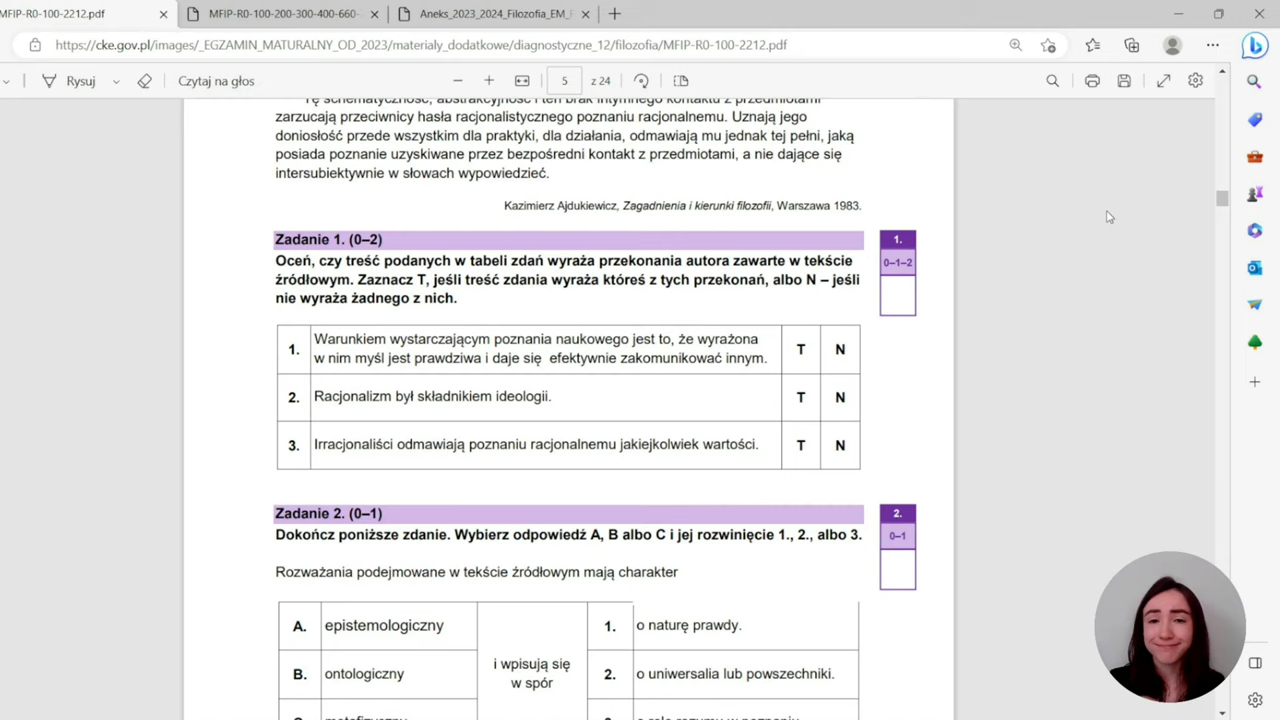 MFIP-R0-100-2212.pdf
MFIP-R0-100-200-300-400-660-
Aneks_2023_2024_Filozofia_EM_
https://cke.gov.pl/images/_EGZAMIN_MATURALNY_OD_2023/materialy_dodatkowe/diagnostyczne_12/filozofia/MFIP-R0-100-2212.pdf
Rysuj
Czytaj na głos
5
z 24
Tę schematyczność, abstrakcyjność i ten brak intymnego kontaktu z przedmiotami
zarzucają przeciwnicy hasła racjonalistycznego poznaniu racjonalnemu. Uznają jego
doniosłość przede wszystkim dla praktyki, dla działania, odmawiają mu jednak tej pełni, jaką
posiada poznanie uzyskiwane przez bezpośredni kontakt z przedmiotami, a nie dające się
intersubiektywnie w słowach wypowiedzieć.
Kazimierz Ajdukiewicz, Zagadnienia i kierunki filozofii, Warszawa 1983.
Zadanie 1. (0–2)
1.
0–1–2
Oceń, czy treść podanych w tabeli zdań wyraża przekonania autora zawarte w tekście
źródłowym. Zaznacz T, jeśli treść zdania wyraża któreś z tych przekonań, albo N – jeśli
nie wyraża żadnego z nich.
1. Warunkiem wystarczającym poznania naukowego jest to, że wyrażona
w nim myśl jest prawdziwa i daje się efektywnie zakomunikować innym. T N
2. Racjonalizm był składnikiem ideologii. T N
3. Irracjonaliści odmawiają poznaniu racjonalnemu jakiejkolwiek wartości. T N
Zadanie 2. (0–1)
2.
0–1
Dokończ poniższe zdanie. Wybierz odpowiedź A, B albo C i jej rozwinięcie 1., 2., albo 3.
Rozważania podejmowane w tekście źródłowym mają charakter
A. epistemologiczny
B. ontologiczny
i wpisują się
w spór
1. o naturę prawdy.
2. o uniwersalia lub powszechniki.